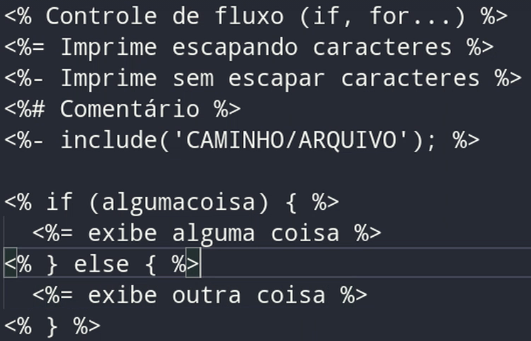 <% Controle de fluxo (if, for...) %>
<%= Imprime escapando caracteres %>
<%- Imprime sem escapar caracteres %>
<%# Comentário %>
<%- include('CAMINHO/ARQUIVO'); %>

<% if (algumacoisa) { %>
  <%= exibe alguma coisa %>
<% } else { %>
  <%= exibe outra coisa %>
<% } %>